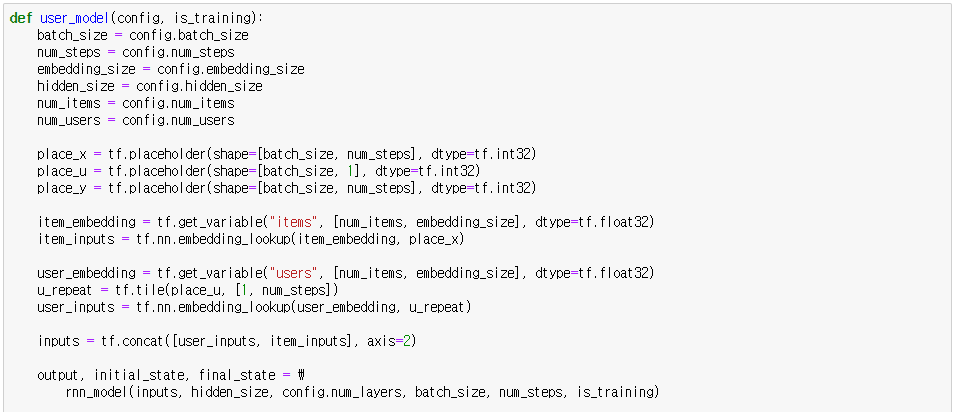 def user_model(config, is_training):
    batch_size = config.batch_size
    num_steps = config.num_steps
    embedding_size = config.embedding_size
    hidden_size = config.hidden_size
    num_items = config.num_items
    num_users = config.num_users

    place_x = tf.placeholder(shape=[batch_size, num_steps], dtype=tf.int32)
    place_u = tf.placeholder(shape=[batch_size, 1], dtype=tf.int32)
    place_y = tf.placeholder(shape=[batch_size, num_steps], dtype=tf.int32)

    item_embedding = tf.get_variable("items", [num_items, embedding_size], dtype=tf.float32)
    item_inputs = tf.nn.embedding_lookup(item_embedding, place_x)

    user_embedding = tf.get_variable("users", [num_items, embedding_size], dtype=tf.float32)
    u_repeat = tf.tile(place_u, [1, num_steps])
    user_inputs = tf.nn.embedding_lookup(user_embedding, u_repeat)

    inputs = tf.concat([user_inputs, item_inputs], axis=2)

    output, initial_state, final_state = ₩
        rnn_model(inputs, hidden_size, config.num_layers, batch_size, num_steps, is_training)